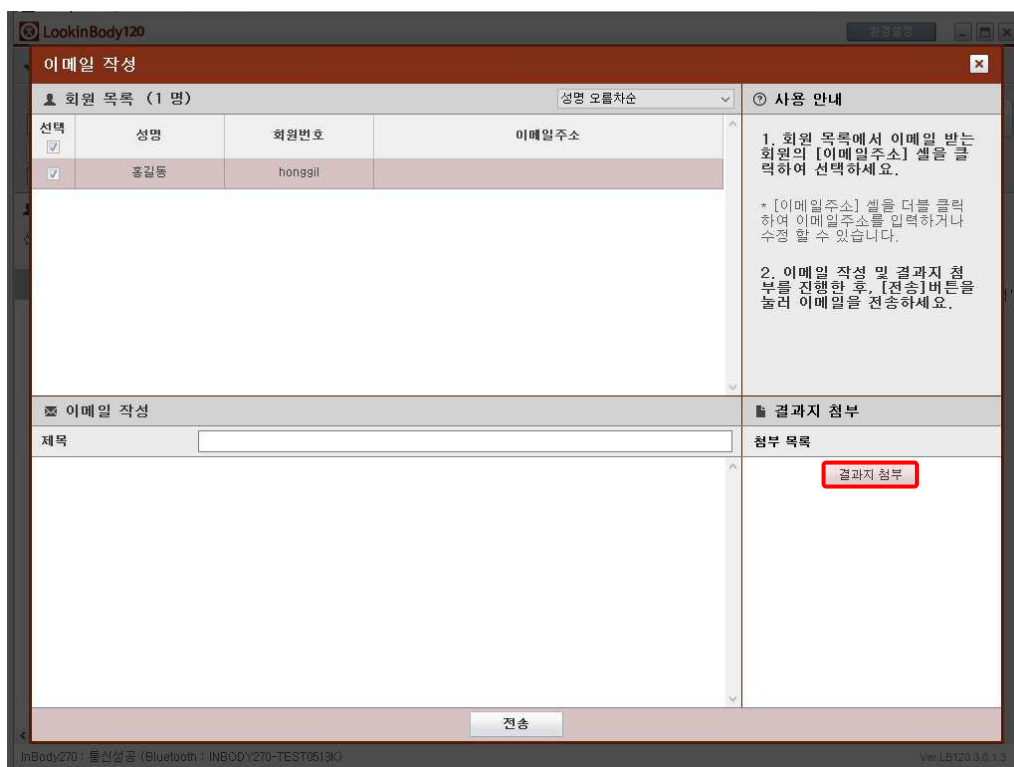 LookinBody120
환경설정
이메일 작성
회원 목록 (1 명)
성명 오름차순
사용 안내
선택
성명
회원번호
이메일주소
홍길동
honggil
1. 회원 목록에서 이메일 받는
회원의 [이메일주소] 셀을 클
릭하여 선택하세요.
* [이메일주소] 셀을 더블 클릭
하여 이메일주소를 입력하거나
수정 할 수 있습니다.
2. 이메일 작성 및 결과지 첨
부를 진행한 후, [전송]버튼을
눌러 이메일을 전송하세요.
이메일 작성
결과지 첨부
제목
첨부 목록
결과지 첨부
전송
InBody270 : 통신성공 (Bluetooth : INBODY270-TEST0513K)
Ver.LB120.3.0.1.3